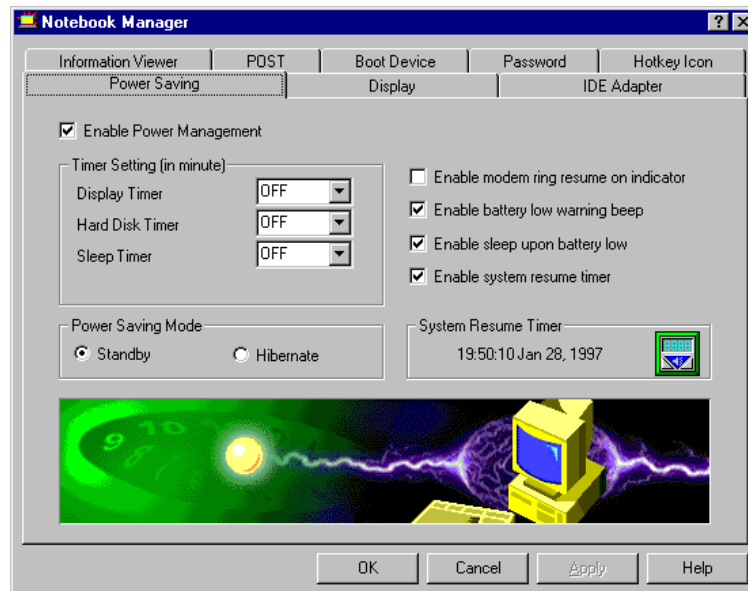 Notebook Manager
Information Viewer
POST
Boot Device
Password
Hotkey Icon
Power Saving
Display
IDE Adapter
Enable Power Management
Timer Setting (in minute)
Display Timer OFF
Hard Disk Timer OFF
Sleep Timer OFF
Enable modem ring resume on indicator
Enable battery low warning beep
Enable sleep upon battery low
Enable system resume timer
Power Saving Mode
Standby
Hibernate
System Resume Timer
19:50:10 Jan 28, 1997
9 10
8
OK
Cancel
Apply
Help